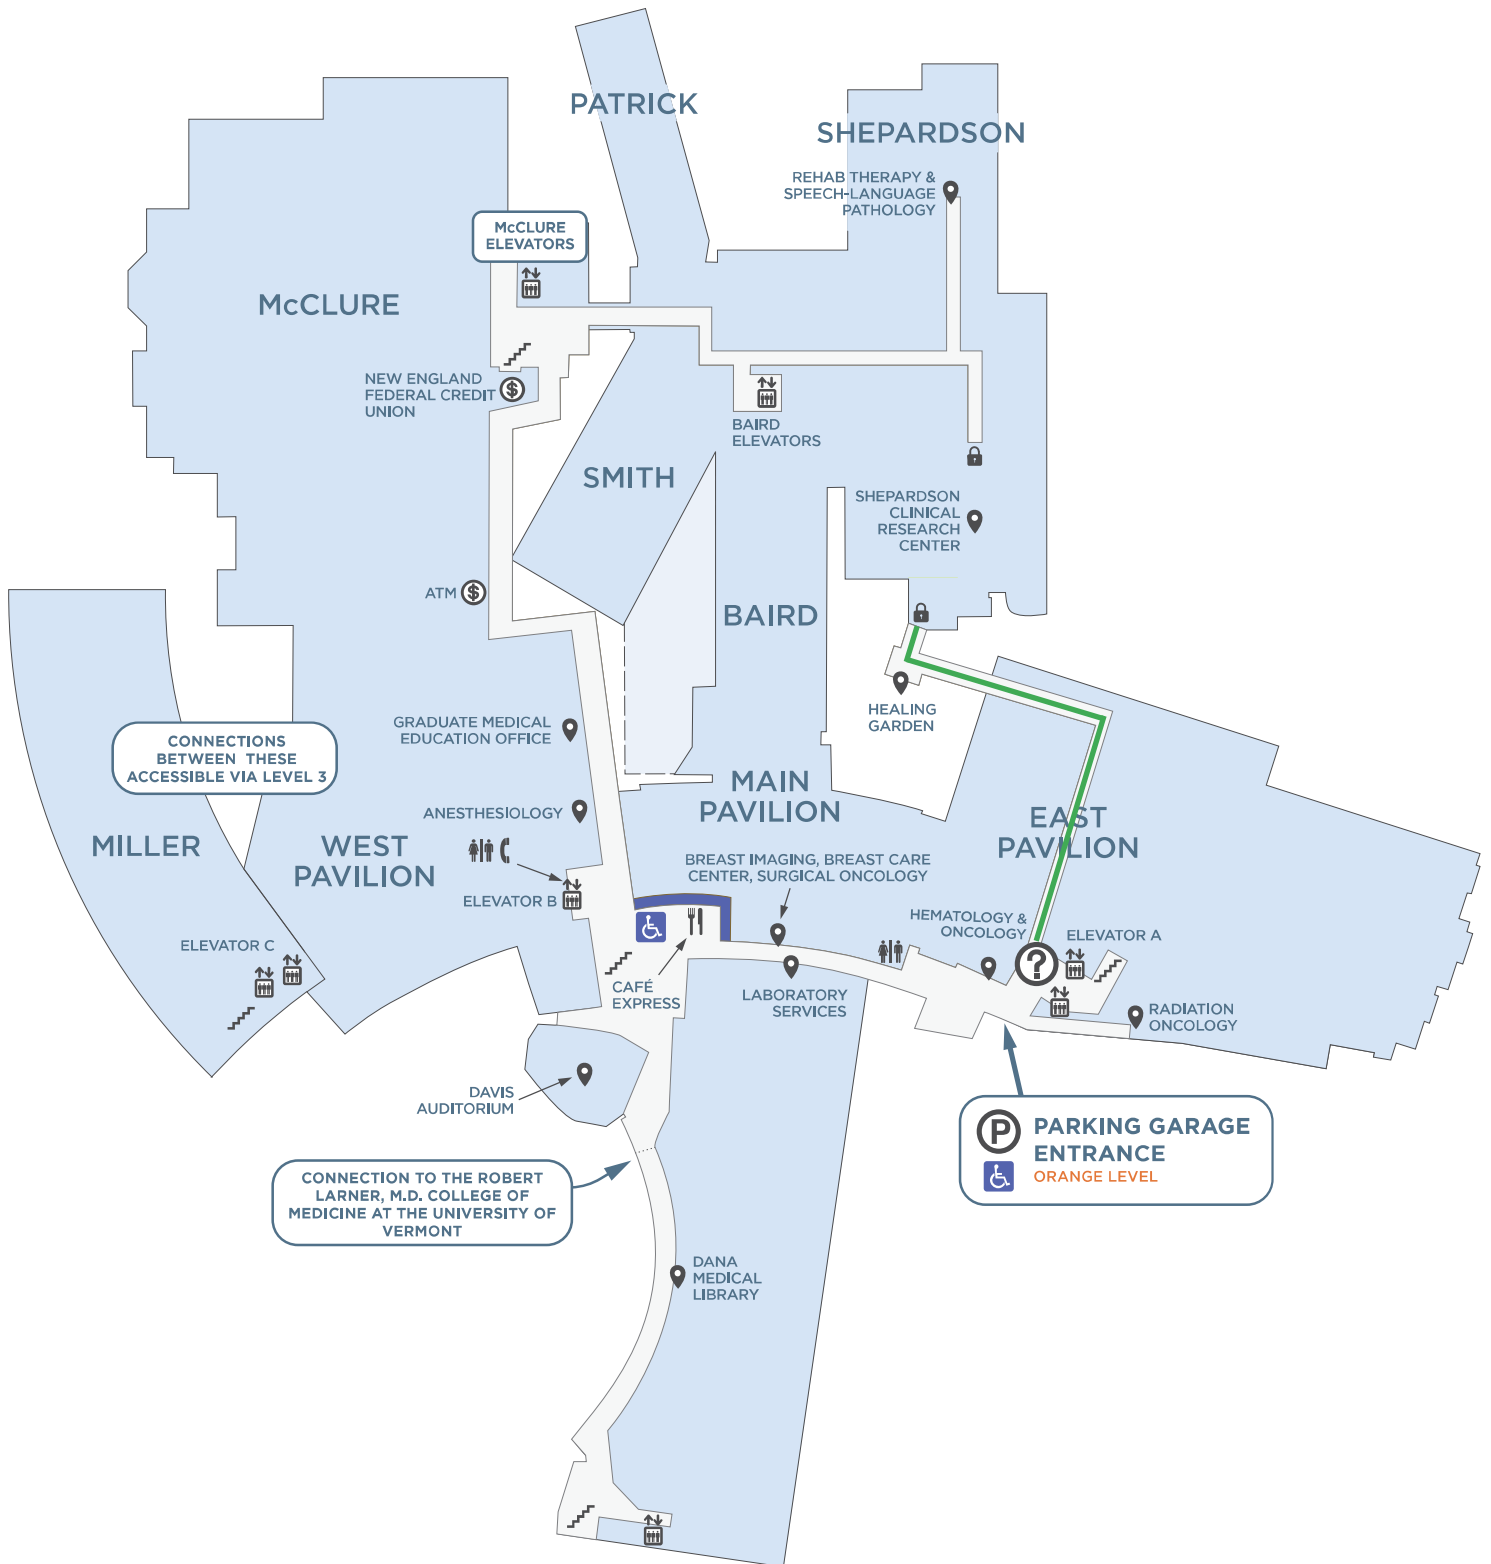 PATRICK
SHEPARDSON
REHAB THERAPY &
SPEECH-LANGUAGE
PATHOLOGY
McCLURE
ELEVATORS
McCLURE
NEW ENGLAND
FEDERAL CREDIT
UNION
$
BAIRD
ELEVATORS
SMITH
SHEPARDSON
CLINICAL
RESEARCH
CENTER
ATM $
BAIRD
HEALING
GARDEN
GRADUATE MEDICAL
EDUCATION OFFICE
CONNECTIONS
BETWEEN THESE
ACCESSIBLE VIA LEVEL 3
MAIN
PAVILION
ANESTHESIOLOGY
EAST
PAVILION
MILLER
WEST
PAVILION
BREAST IMAGING, BREAST CARE
CENTER, SURGICAL ONCOLOGY
ELEVATOR B
HEMATOLOGY &
ONCOLOGY
ELEVATOR A
?
ELEVATOR C
CAFÉ
EXPRESS
LABORATORY
SERVICES
RADIATION
ONCOLOGY
DAVIS
AUDITORIUM
P
PARKING GARAGE
ENTRANCE
ORANGE LEVEL
CONNECTION TO THE ROBERT
LARNER, M.D. COLLEGE OF
MEDICINE AT THE UNIVERSITY OF
VERMONT
DANA
MEDICAL
LIBRARY